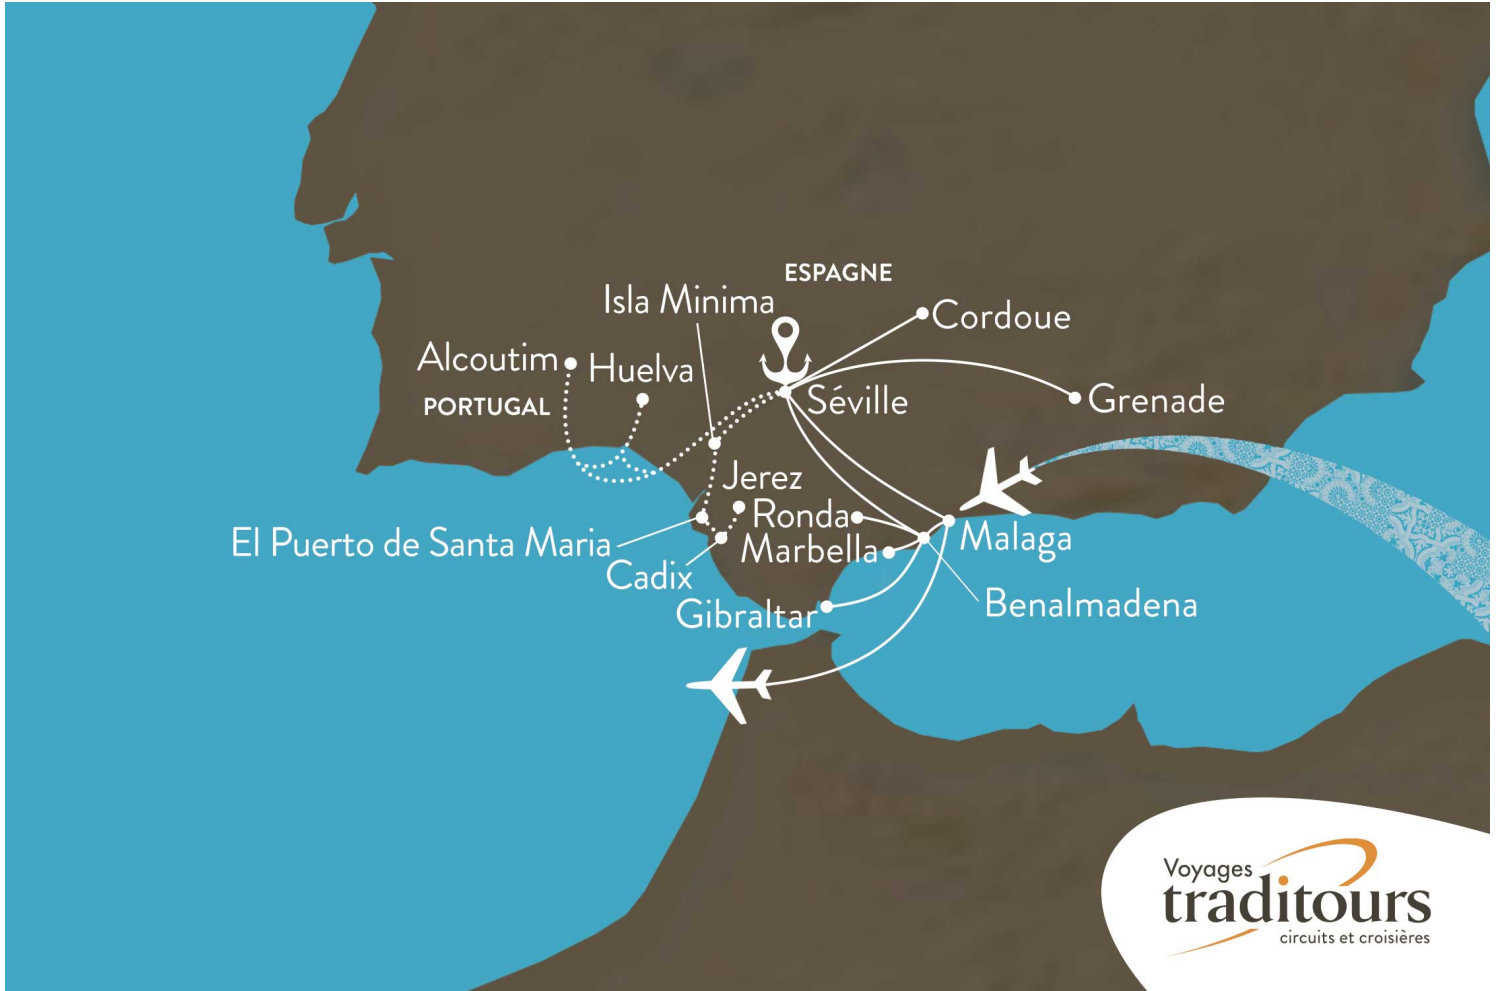 ESPAGNE
Isla Minima
Cordoue
Alcoutim
Huelva
Séville
Grenade
PORTUGAL
Jerez
Ronda
El Puerto de Santa Maria
Marbella
Malaga
Cadix
Gibraltar
Benalmadena
Voyages
traditours
circuits et croisières